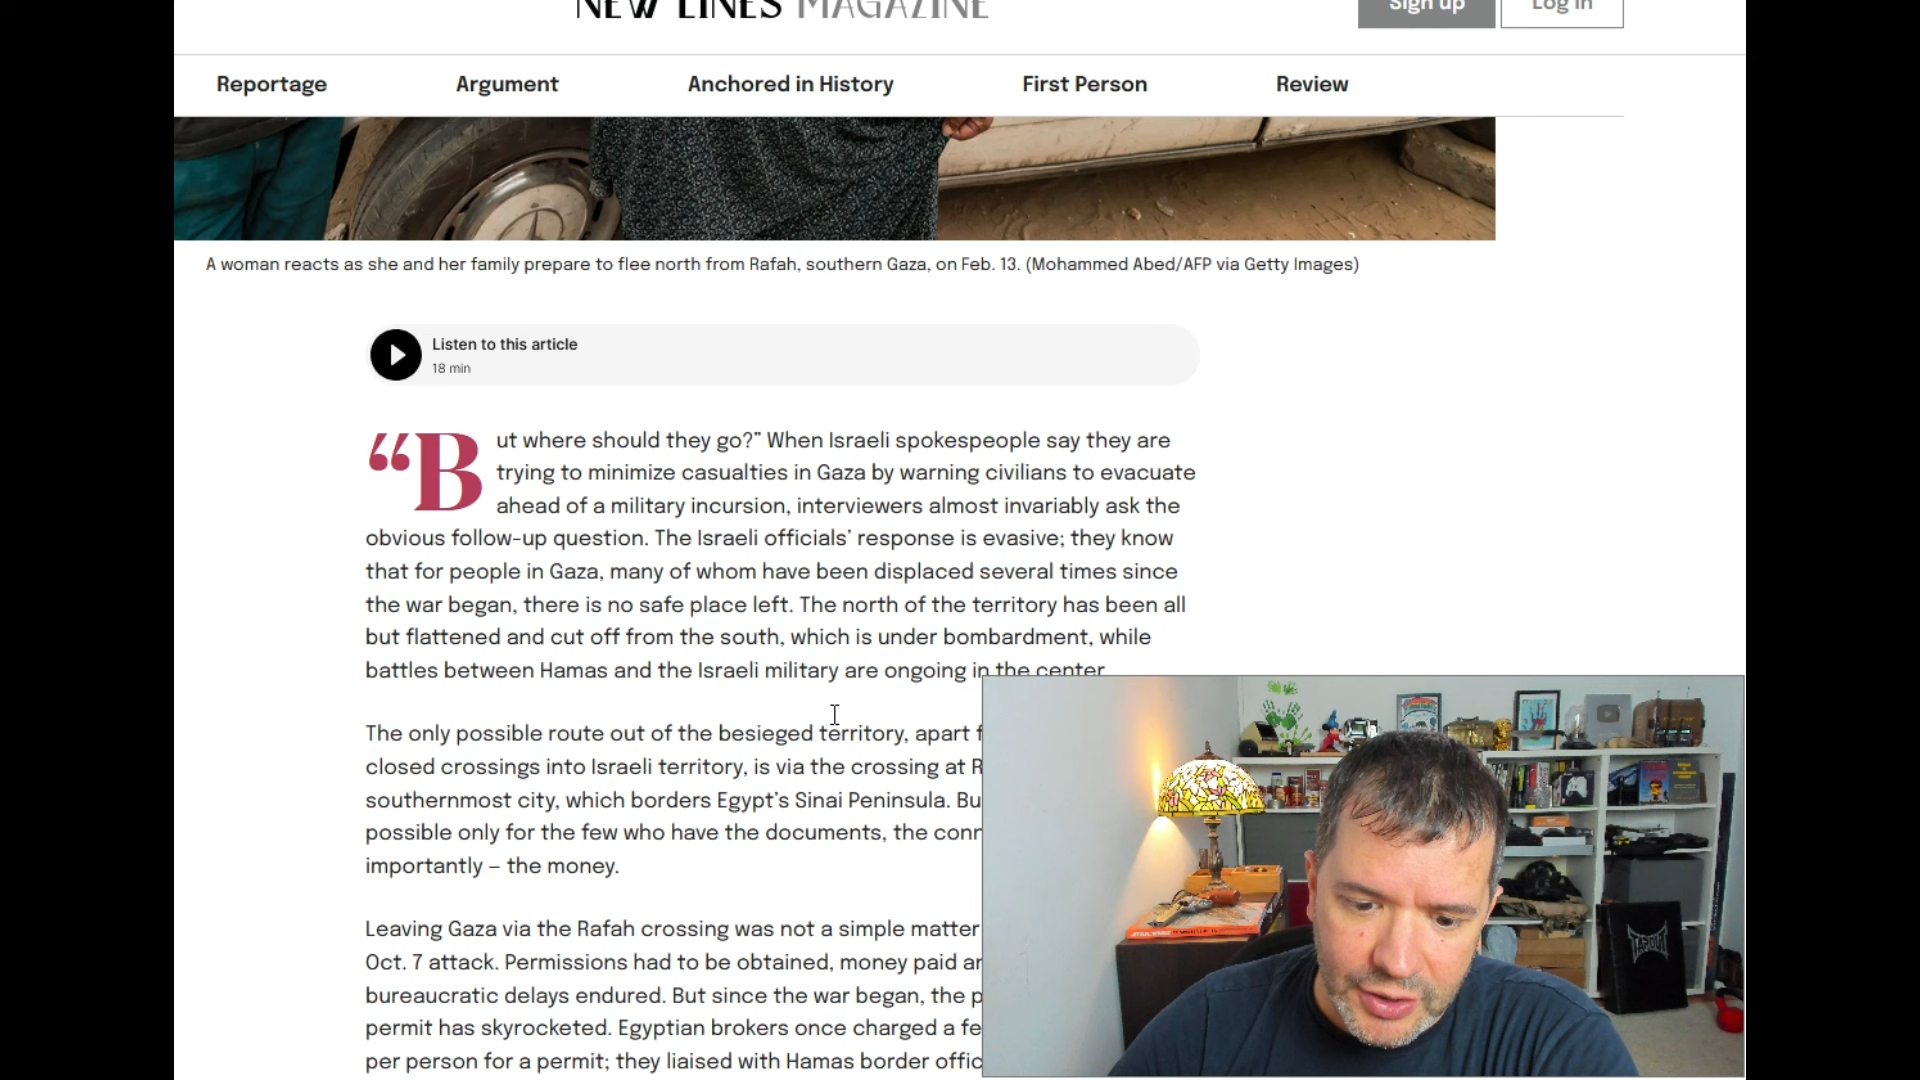 NEW LINES MAGAZINE
Sign up
Log in
Reportage
Argument
Anchored in History
First Person
Review
A woman reacts as she and her family prepare to flee north from Rafah, southern Gaza, on Feb. 13. (Mohammed Abed/AFP via Getty Images)
Listen to this article
18 min
“But where should they go?” When Israeli spokespeople say they are
trying to minimize casualties in Gaza by warning civilians to evacuate
ahead of a military incursion, interviewers almost invariably ask the
obvious follow-up question. The Israeli officials’ response is evasive; they know
that for people in Gaza, many of whom have been displaced several times since
the war began, there is no safe place left. The north of the territory has been all
but flattened and cut off from the south, which is under bombardment, while
battles between Hamas and the Israeli military are ongoing in the center
The only possible route out of the besieged territory, apart f
closed crossings into Israeli territory, is via the crossing at R
southernmost city, which borders Egypt’s Sinai Peninsula. Bu
possible only for the few who have the documents, the conn
importantly – the money.
Leaving Gaza via the Rafah crossing was not a simple matter
Oct. 7 attack. Permissions had to be obtained, money paid an
bureaucratic delays endured. But since the war began, the p
permit has skyrocketed. Egyptian brokers once charged a fe
per person for a permit; they liaised with Hamas border offic
STAR WARS
TAPOUT